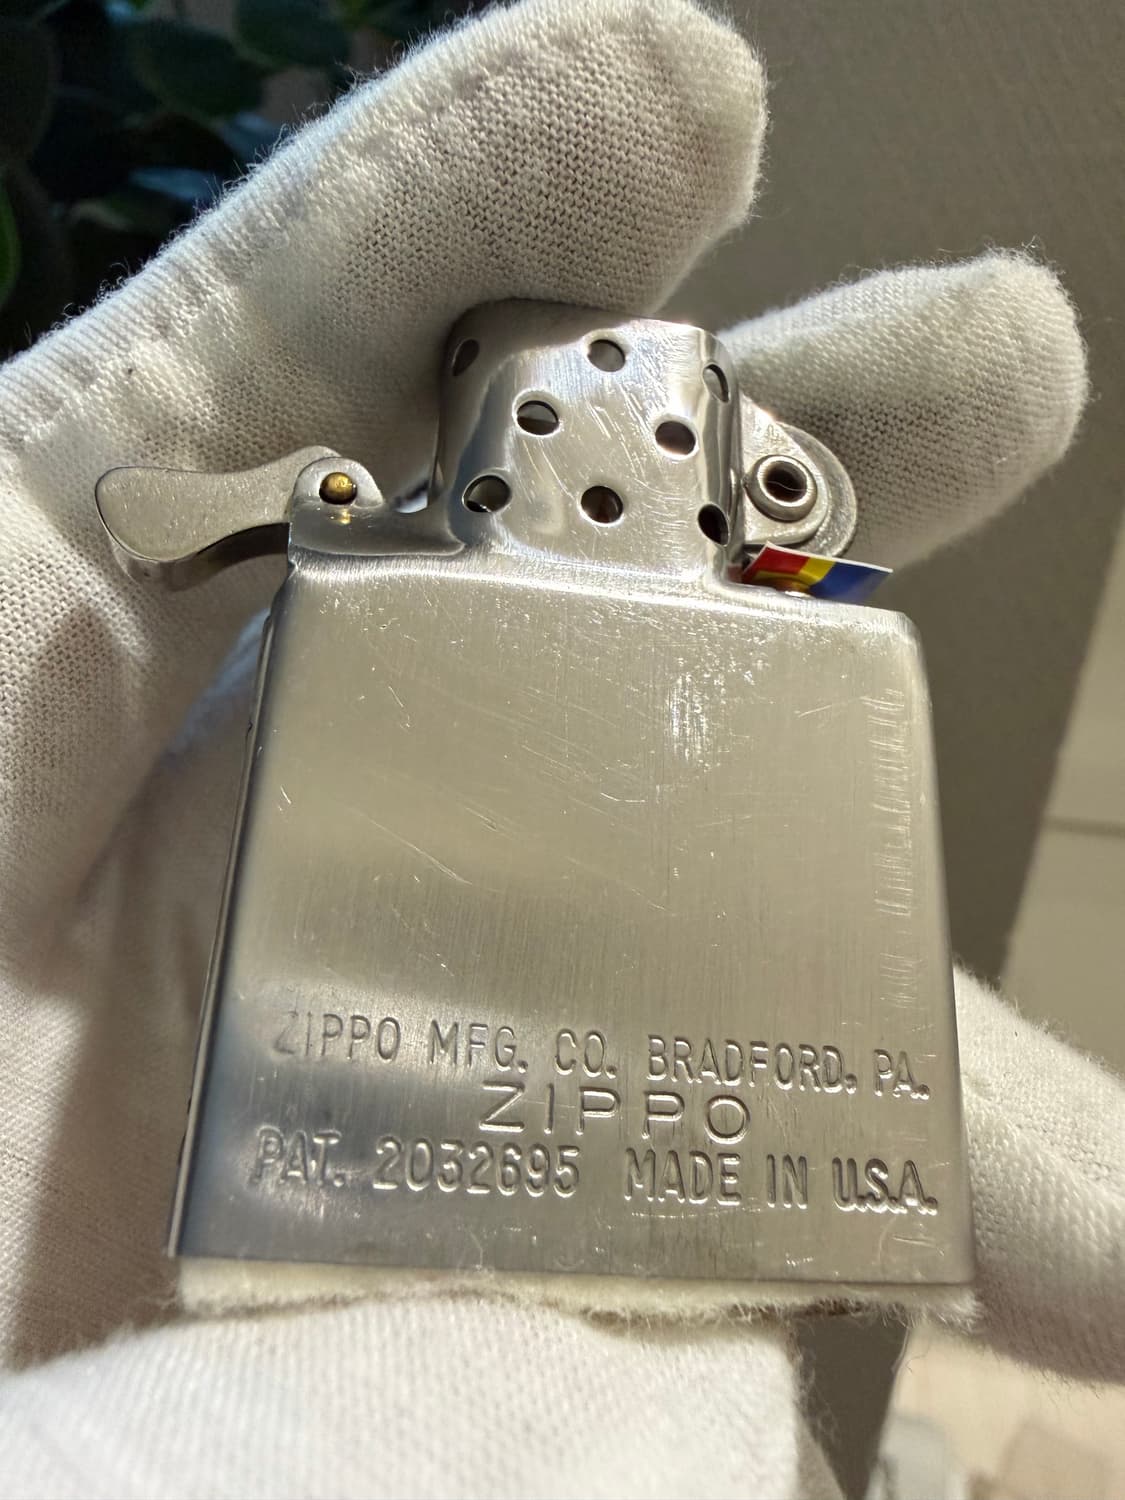 ZIPPO MFG. CO. BRADFORD, PA.
ZIPPO
PAT. 2032695 MADE IN U.S.A.